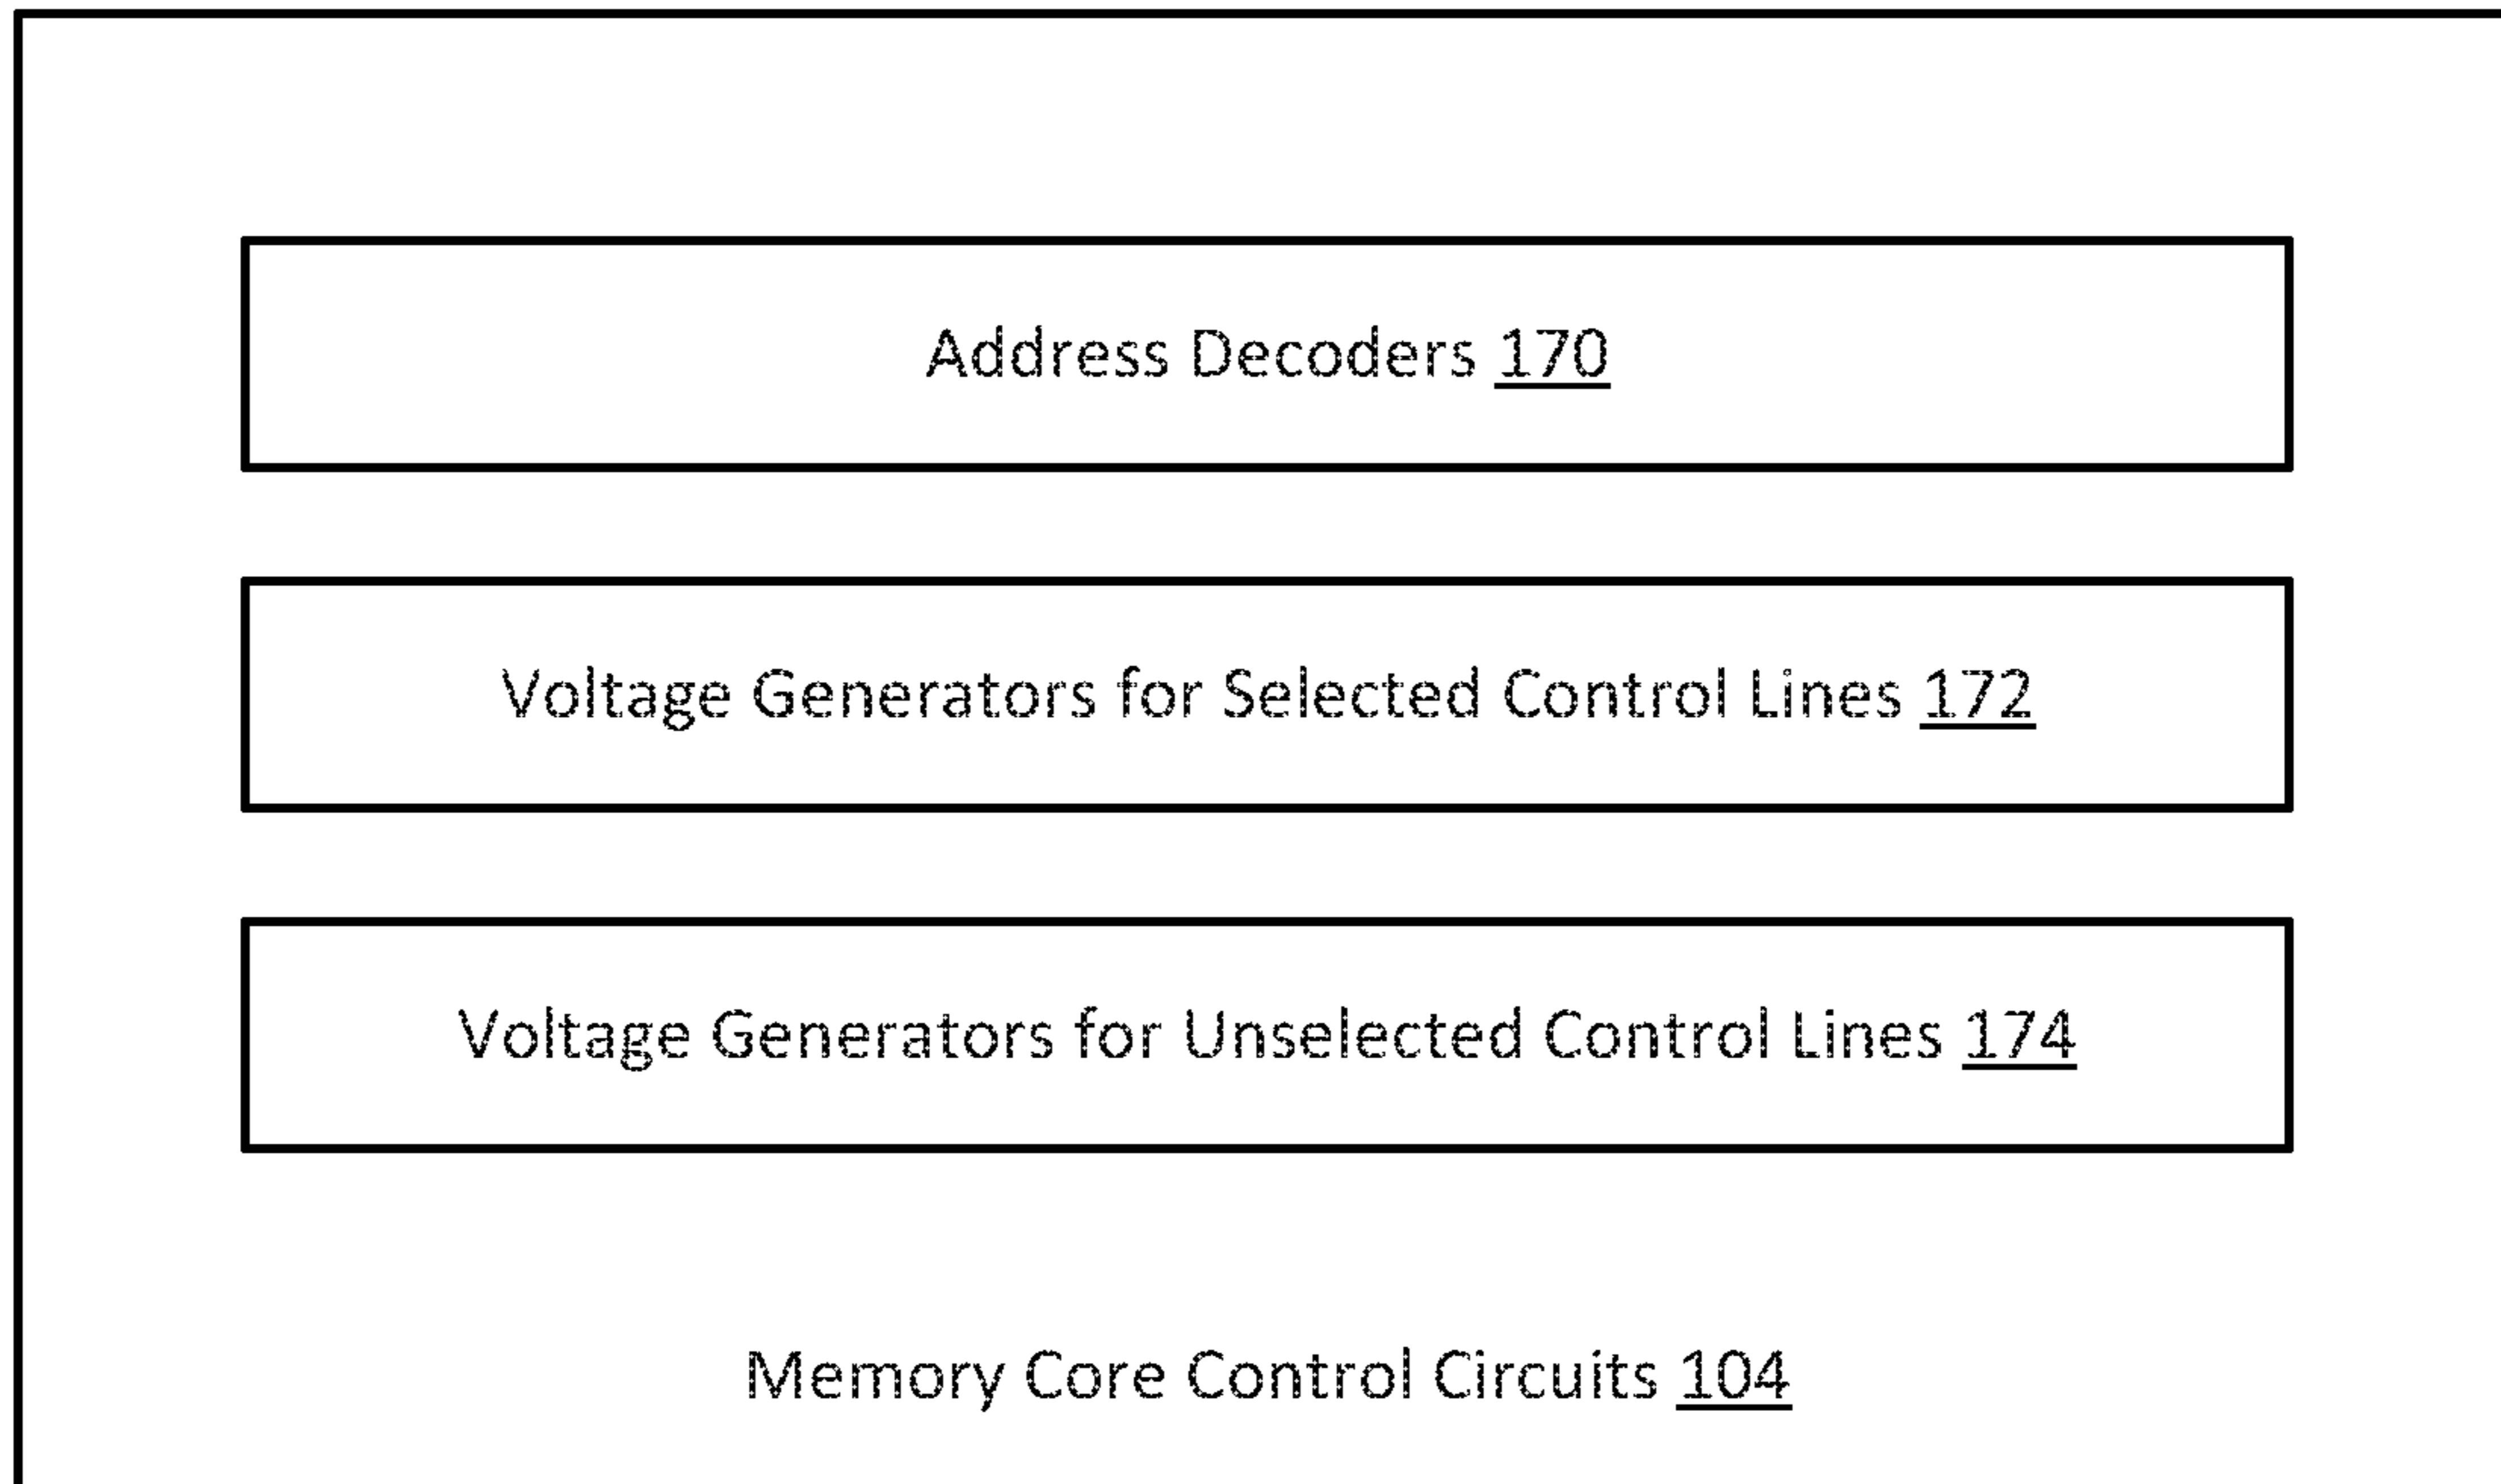 Address Decoders 170
Voltage Generators for Selected Control Lines 172
Voltage Generators for Unselected Control Lines 174
Memory Core Control Circuits 104